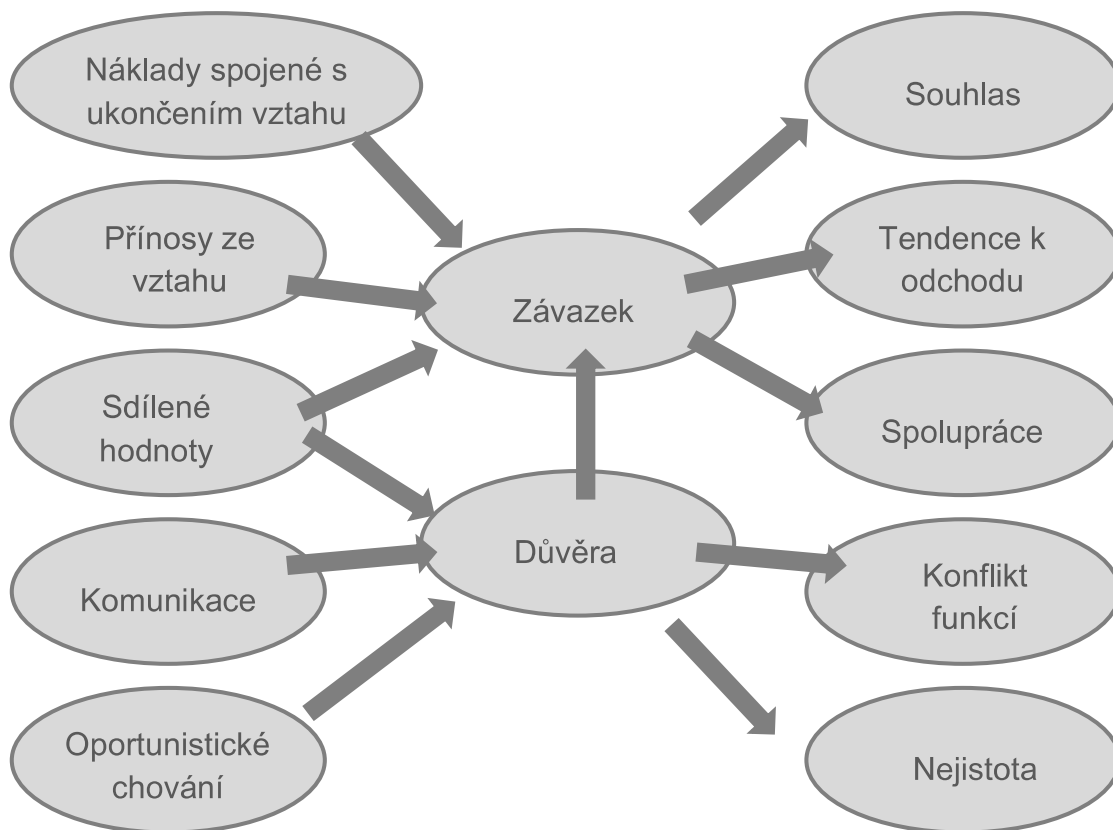 Náklady spojené s
ukončením vztahu
Souhlas
Přínosy ze
vztahu
Tendence k
odchodu
Závazek
Sdílené
hodnoty
Spolupráce
Důvěra
Komunikace
Konflikt
funkcí
Oportunistické
chování
Nejistota